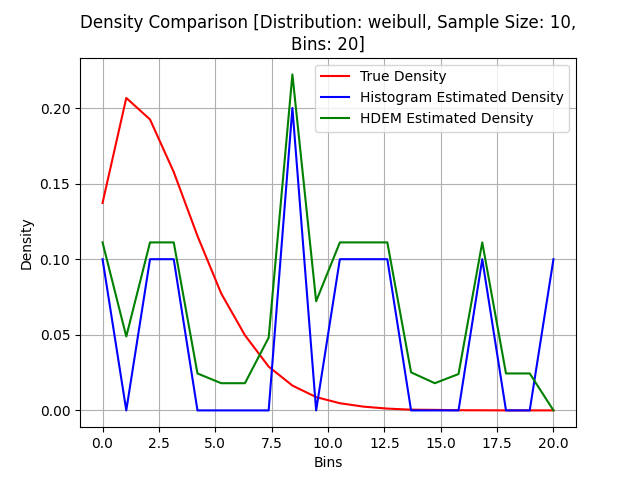 Density Comparison [Distribution: weibull, Sample Size: 10,
Bins: 20]
True Density
Histogram Estimated Density
HDEM Estimated Density
Density
0.20
0.15
0.10
0.05
0.00
0.0 2.5 5.0 7.5 10.0 12.5 15.0 17.5 20.0
Bins